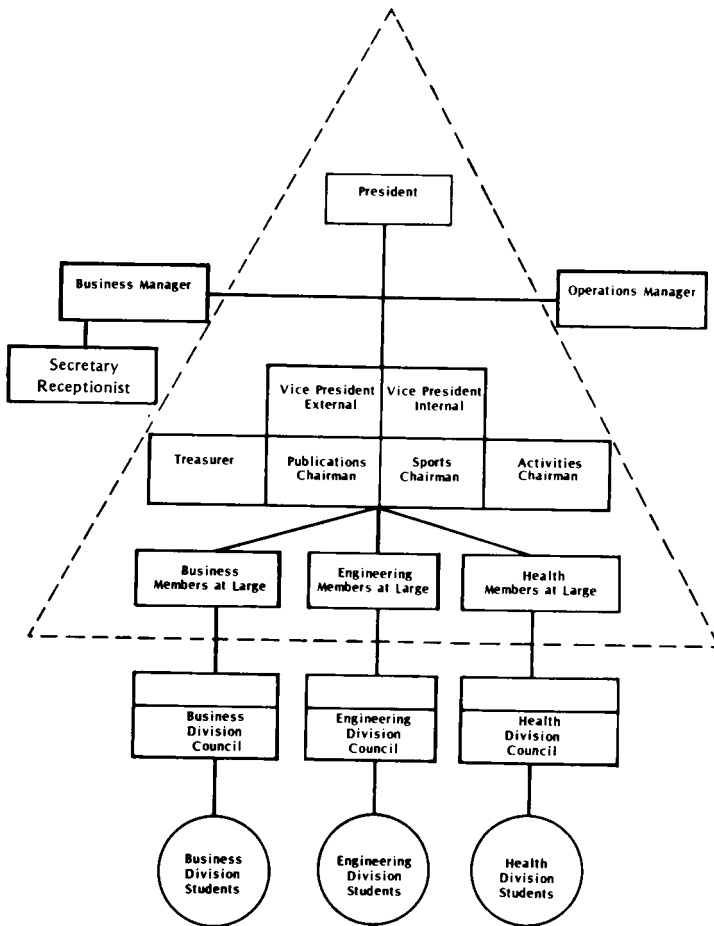 President
Business Manager
Operations Manager
Secretary
Receptionist
Vice President
External
Vice President
Internal
Treasurer
Publications
Chairman
Sports
Chairman
Activities
Chairman
Business
Members at Large
Engineering
Members at Large
Health
Members at Large
Business
Division
Council
Engineering
Division
Council
Health
Division
Council
Business
Division
Students
Engineering
Division
Students
Health
Division
Students